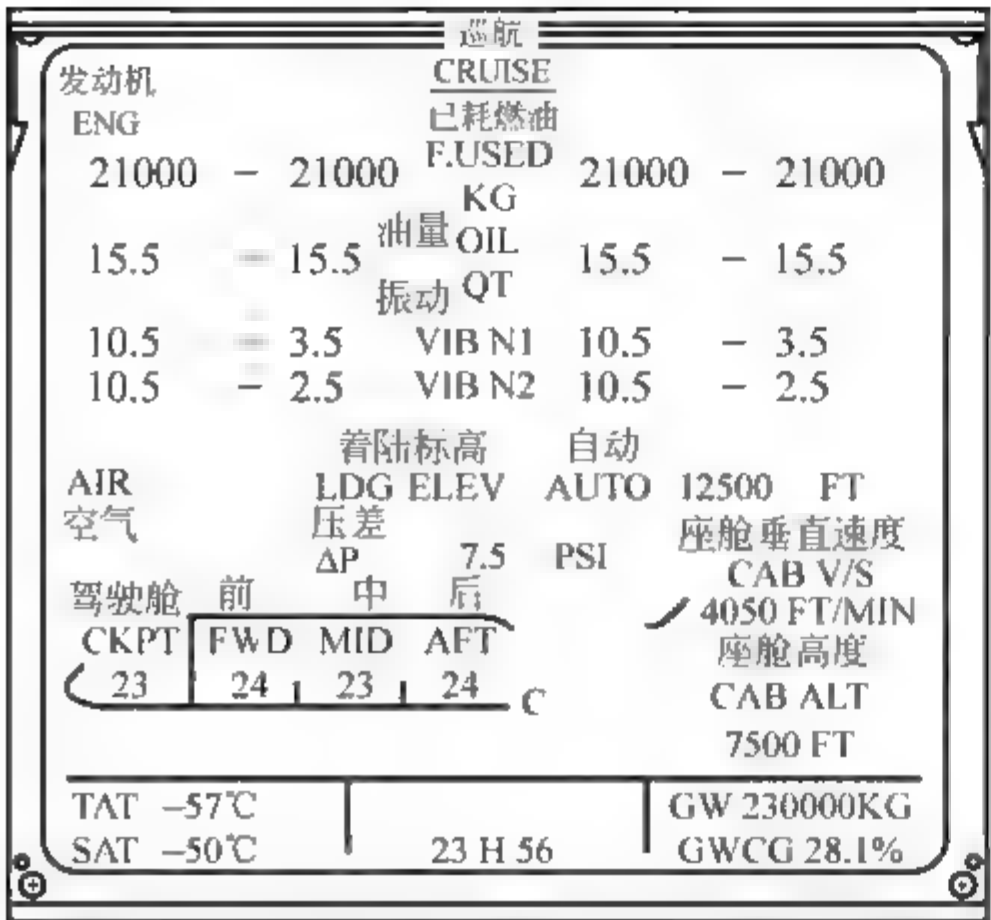 巡航
CRUISE
发动机
ENG
已耗燃油
F.USED
21000 – 21000 21000 – 21000
KG
油量 OIL
15.5 – 15.5 15.5 – 15.5
振动 QT
10.5 – 3.5 VIB N1 10.5 – 3.5
10.5 – 2.5 VIB N2 10.5 – 2.5
着陆标高 自动
AIR LDG ELEV AUTO 12500 FT
空气 压差 座舱垂直速度
ΔP 7.5 PSI
CAB V/S
驾驶舱 前 中 后
4050 FT/MIN
CKPT FWD MID AFT
座舱高度
23 24 23 24 C
CAB ALT
7500 FT
TAT –57℃ GW 230000KG
SAT –50℃ 23 H 56 GWCG 28.1%